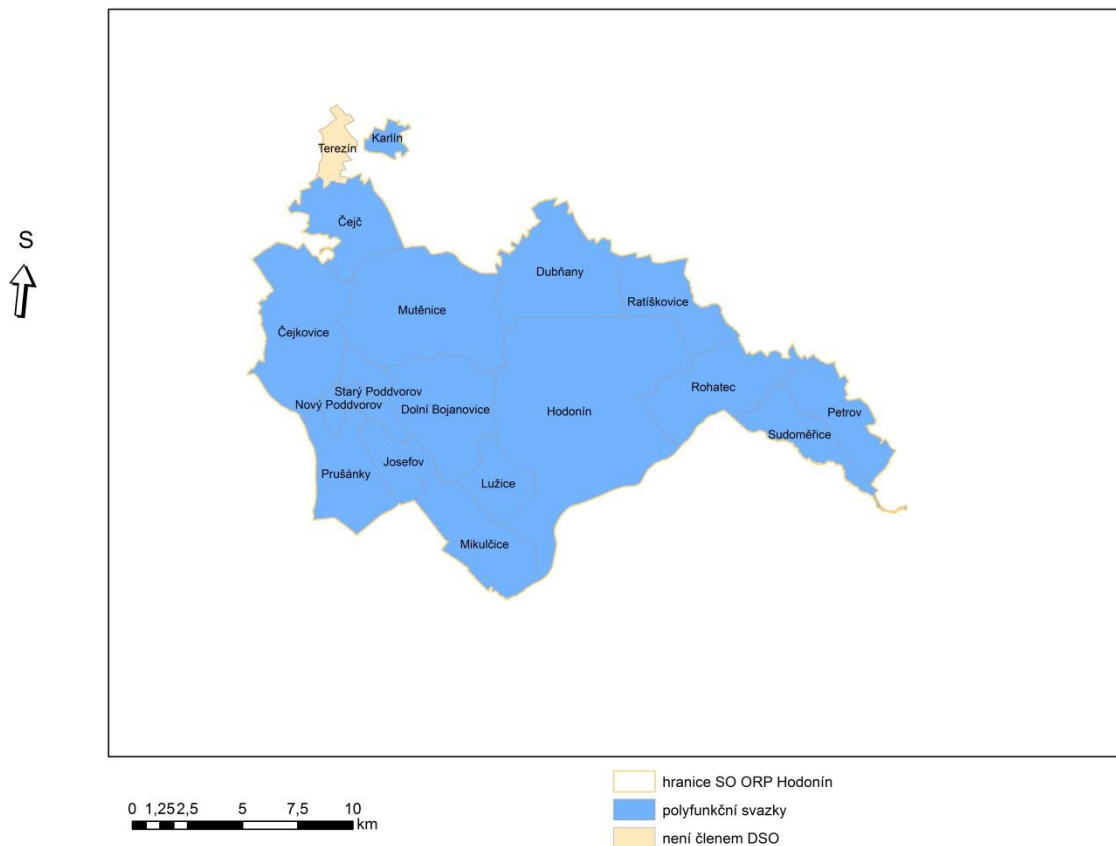 Karlín
Terezín
Čejč
S
Dubňany
Ratíškovice
Mutěnice
Čejkovice
Rohatec
Starý Poddvorov
Nový Poddvorov
Dolní Bojanovice
Hodonín
Petrov
Sudoměřice
Josefov
Prušánky
Lužice
Mikulčice
hranice SO ORP Hodonín
0 1,25 2,5 5 7,5 10
km
polyfunkční svazky
není členem DSO